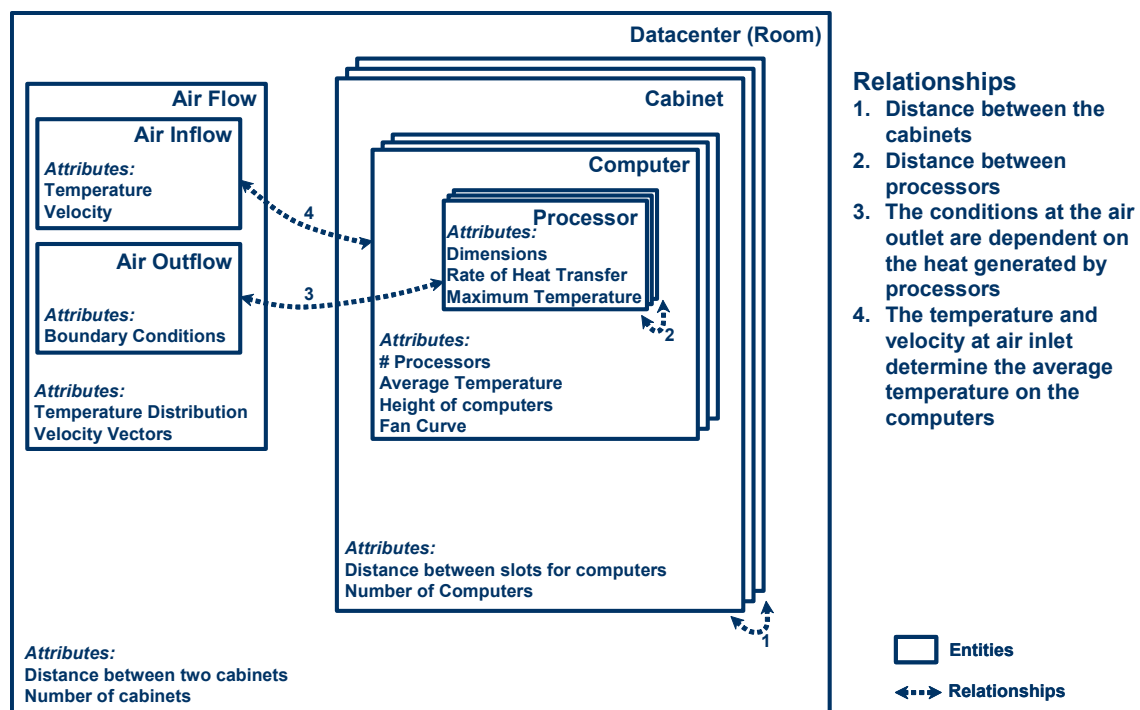 Datacenter (Room)
Air Flow
Air Inflow
Attributes:
Temperature
Velocity
Air Outflow
Attributes:
Boundary Conditions
Attributes:
Temperature Distribution
Velocity Vectors
4
3
Cabinet
Computer
Processor
Attributes:
Dimensions
Rate of Heat Transfer
Maximum Temperature
2
Attributes:
# Processors
Average Temperature
Height of computers
Fan Curve
Attributes:
Distance between slots for computers
Number of Computers
1
Attributes:
Distance between two cabinets
Number of cabinets
Relationships
1. Distance between the
cabinets
2. Distance between
processors
3. The conditions at the air
outlet are dependent on
the heat generated by
processors
4. The temperature and
velocity at air inlet
determine the average
temperature on the
computers
Entities
Relationships